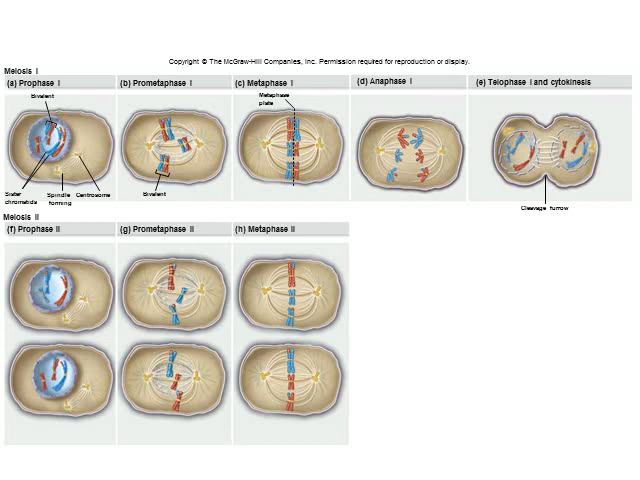 Copyright © The McGraw-Hill Companies, Inc. Permission required for reproduction or display.
Meiosis I
(a) Prophase I
(b) Prometaphase I
(c) Metaphase I
(d) Anaphase I
(e) Telophase I and cytokinesis
Bivalent
Metaphase
plate
Sister
chromatids
Spindle
forming
Centrosome
Bivalent
Cleavage furrow
Meiosis II
(f) Prophase II
(g) Prometaphase II
(h) Metaphase II